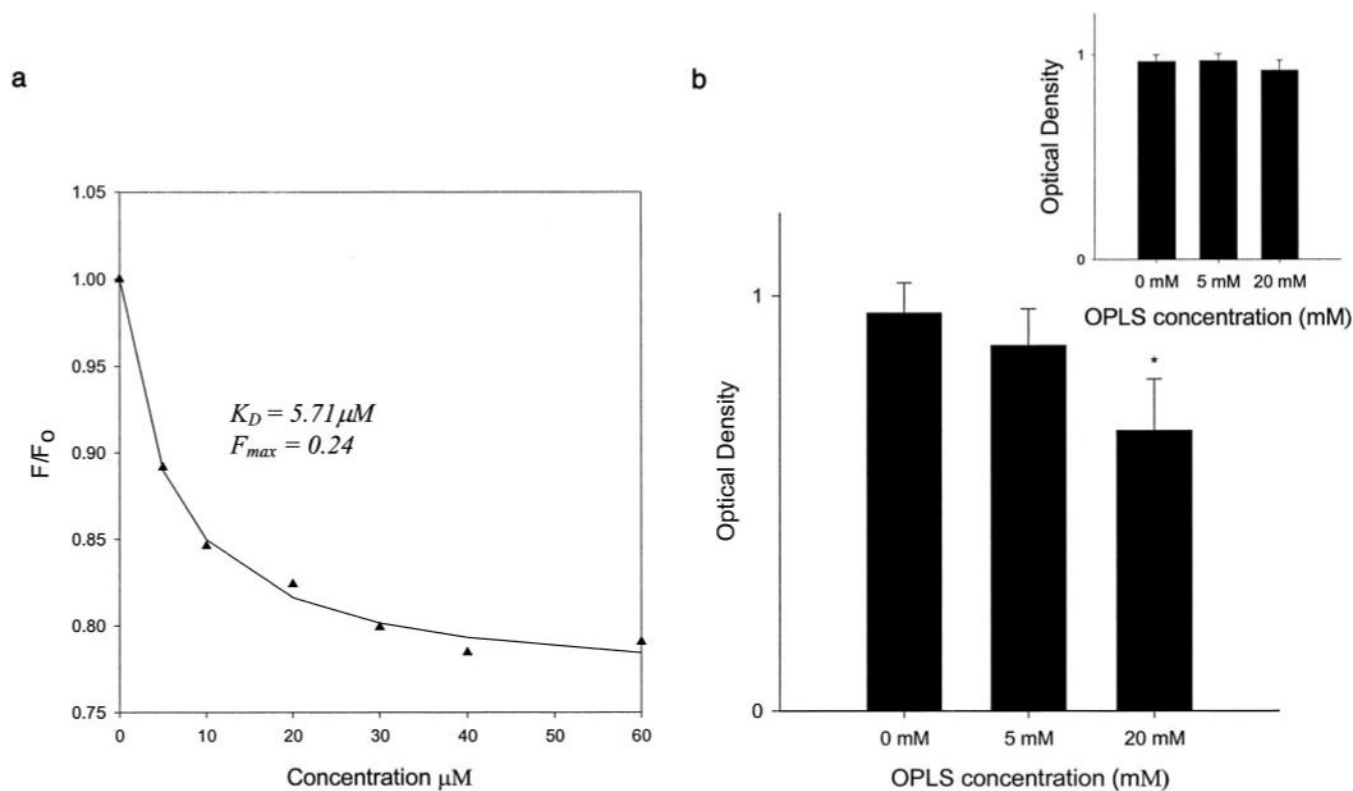 a
1.05
1.00
0.95
0.90
0.85
0.80
0.75
F/Fo
K_D = 5.71 μM
F_max = 0.24
0 10 20 30 40 50 60
Concentration μM
b
Optical Density
1
0
0 mM 5 mM 20 mM
OPLS concentration (mM)
Optical Density
1
0
*
0 mM 5 mM 20 mM
OPLS concentration (mM)